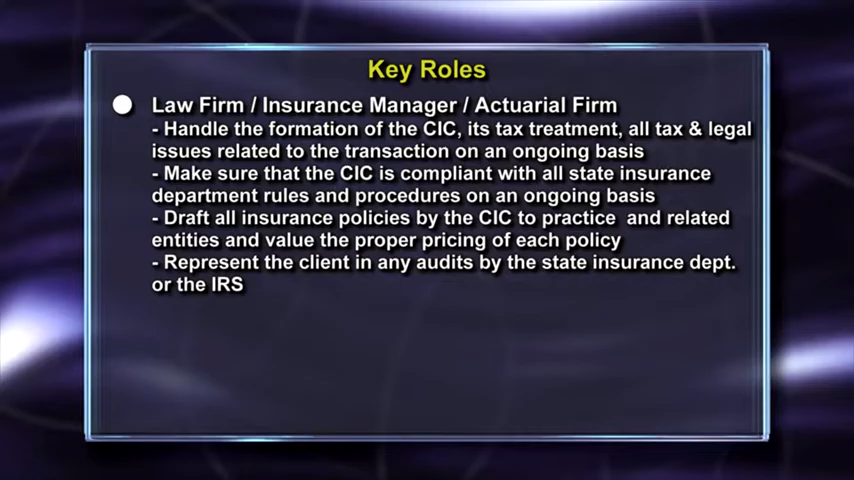 Key Roles
Law Firm / Insurance Manager / Actuarial Firm
- Handle the formation of the CIC, its tax treatment, all tax & legal
issues related to the transaction on an ongoing basis
- Make sure that the CIC is compliant with all state insurance
department rules and procedures on an ongoing basis
- Draft all insurance policies by the CIC to practice and related
entities and value the proper pricing of each policy
- Represent the client in any audits by the state insurance dept.
or the IRS